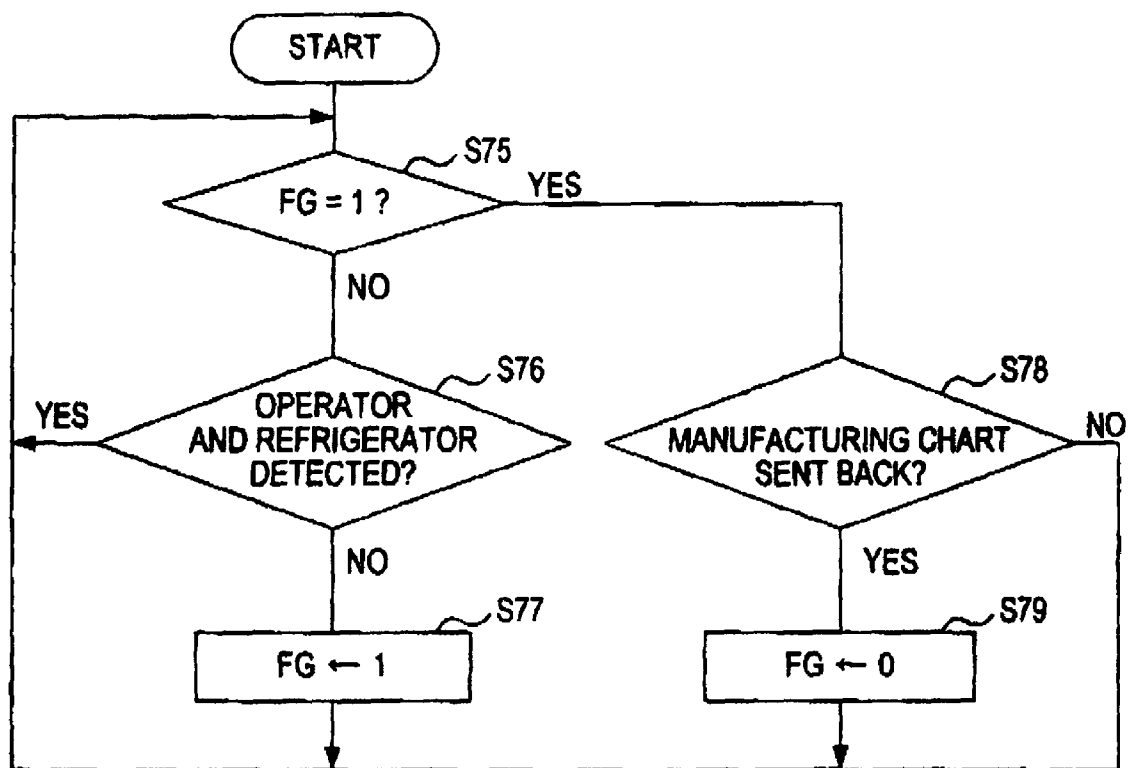 START
S75
FG = 1 ?
YES
NO
S76
OPERATOR
AND REFRIGERATOR
DETECTED?
YES
NO
S77
FG ← 1
S78
MANUFACTURING CHART
SENT BACK?
NO
YES
S79
FG ← 0